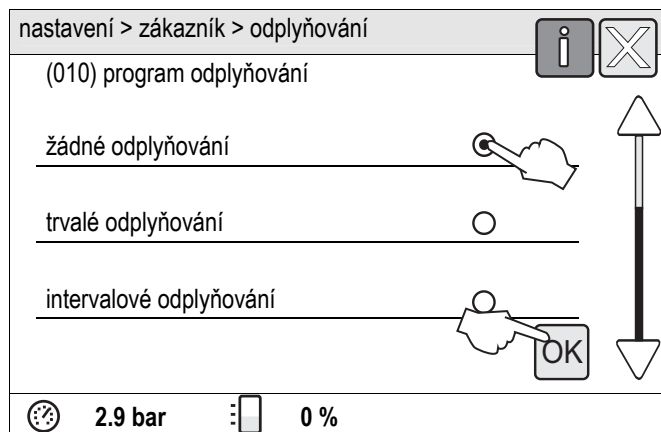 nastavení > zákazník > odplyňování
i X
(010) program odplyňování
žádné odplyňování
trvalé odplyňování
intervalové odplyňování
OK
2.9 bar 0 %